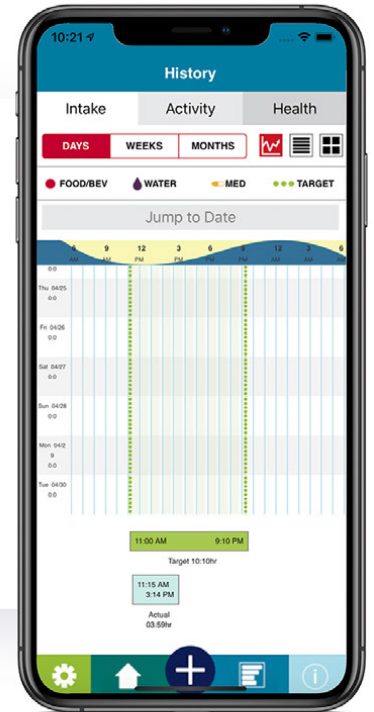 10:21
History
Intake Activity Health
DAYS WEEKS MONTHS
FOOD/BEV WATER MED TARGET
Jump to Date
6 9 12 3 6 9 12 3 6
AM AM PM PM PM PM AM AM AM
0:0
Thu 04/25
0:0
Fri 04/26
0:0
Sat 04/27
0:0
Sun 04/28
0:0
Mon 04/2
9
0:0
Tue 04/30
0:0
11:00 AM 9:10 PM
Target 10:10hr
11:15 AM
3:14 PM
Actual
03:59hr